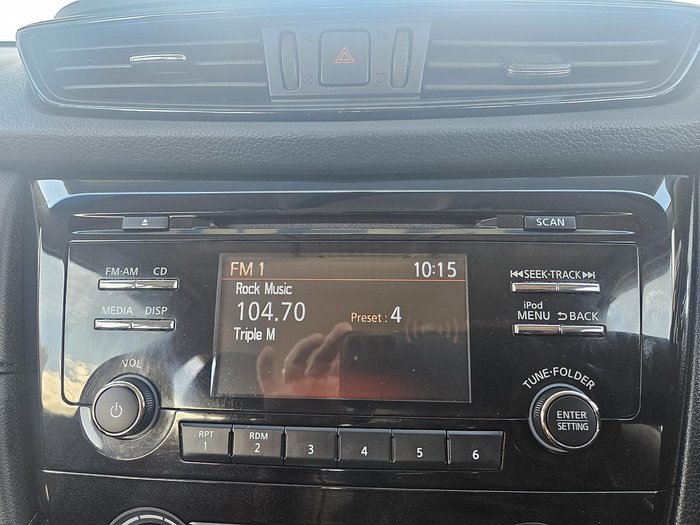 SCAN
FM·AM CD
FM 1 10:15
SEEK·TRACK
Rock Music
iPod
MEDIA DISP
104.70 Preset : 4
MENU BACK
Triple M
VOL
TUNE·FOLDER
ENTER
SETTING
RPT RDM
1 2 3 4 5 6